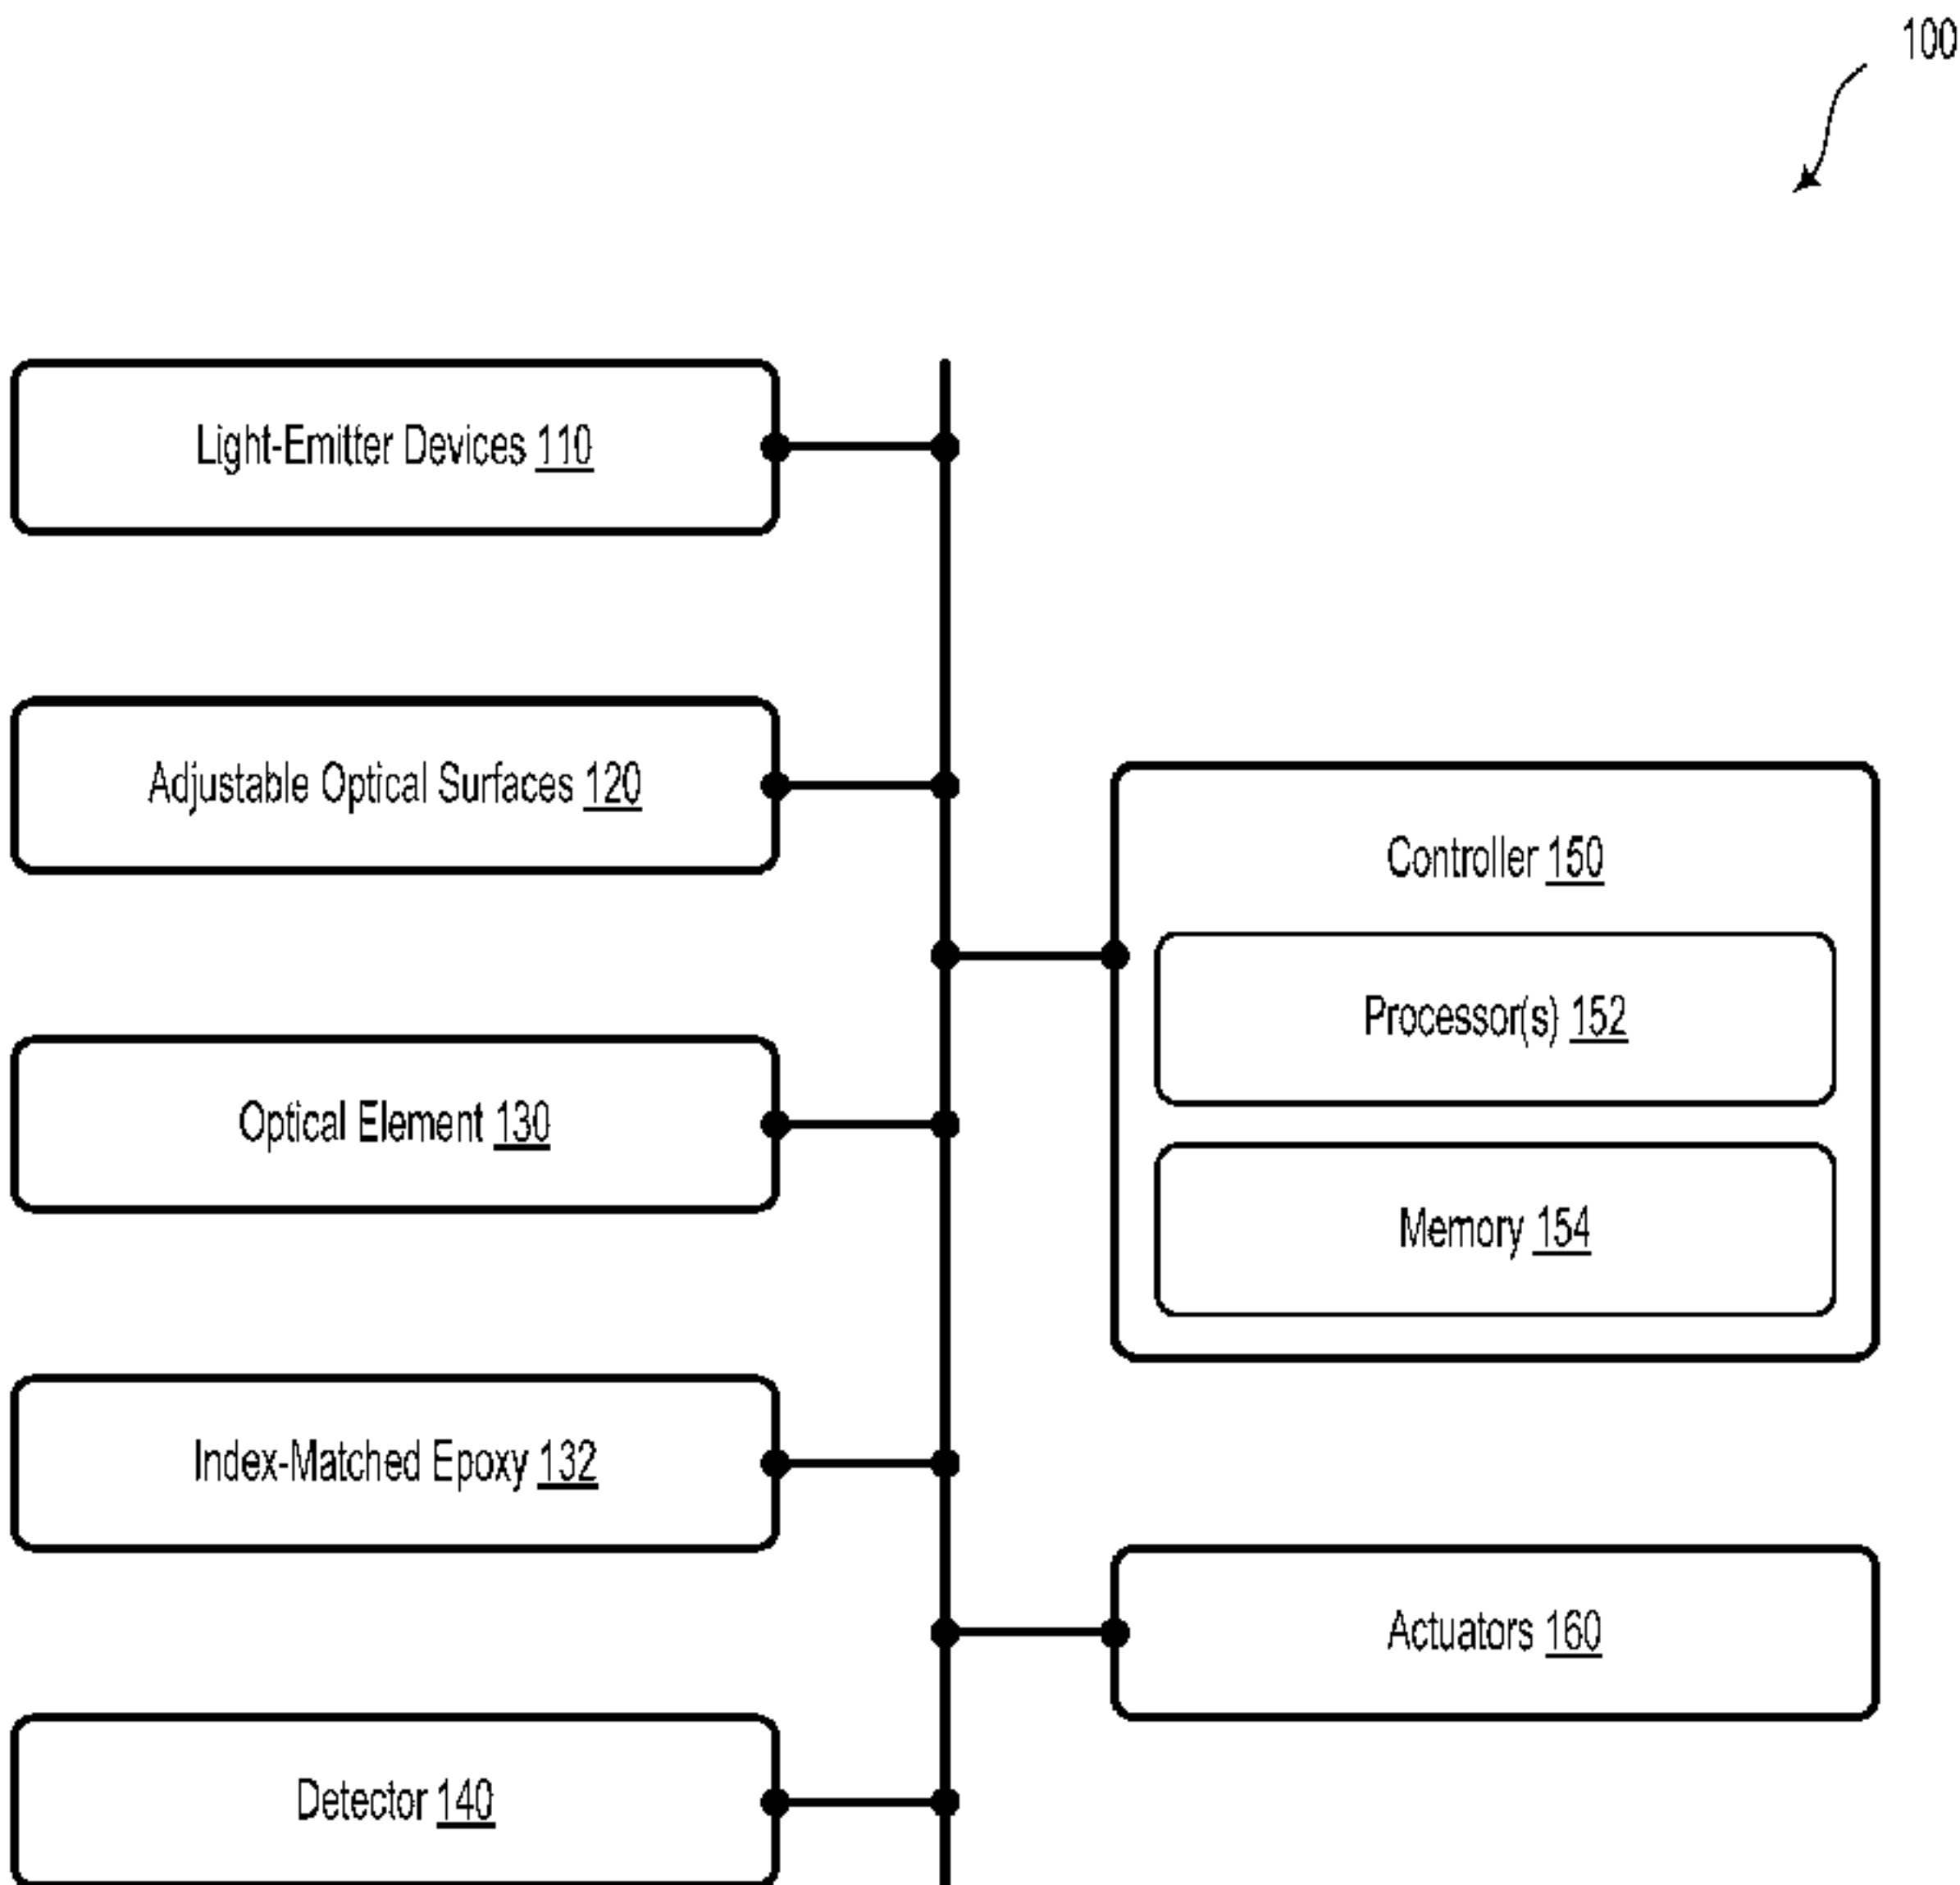 100
Light-Emitter Devices 110
Adjustable Optical Surfaces 120
Optical Element 130
Index-Matched Epoxy 132
Detector 140
Controller 150
Processor(s) 152
Memory 154
Actuators 160